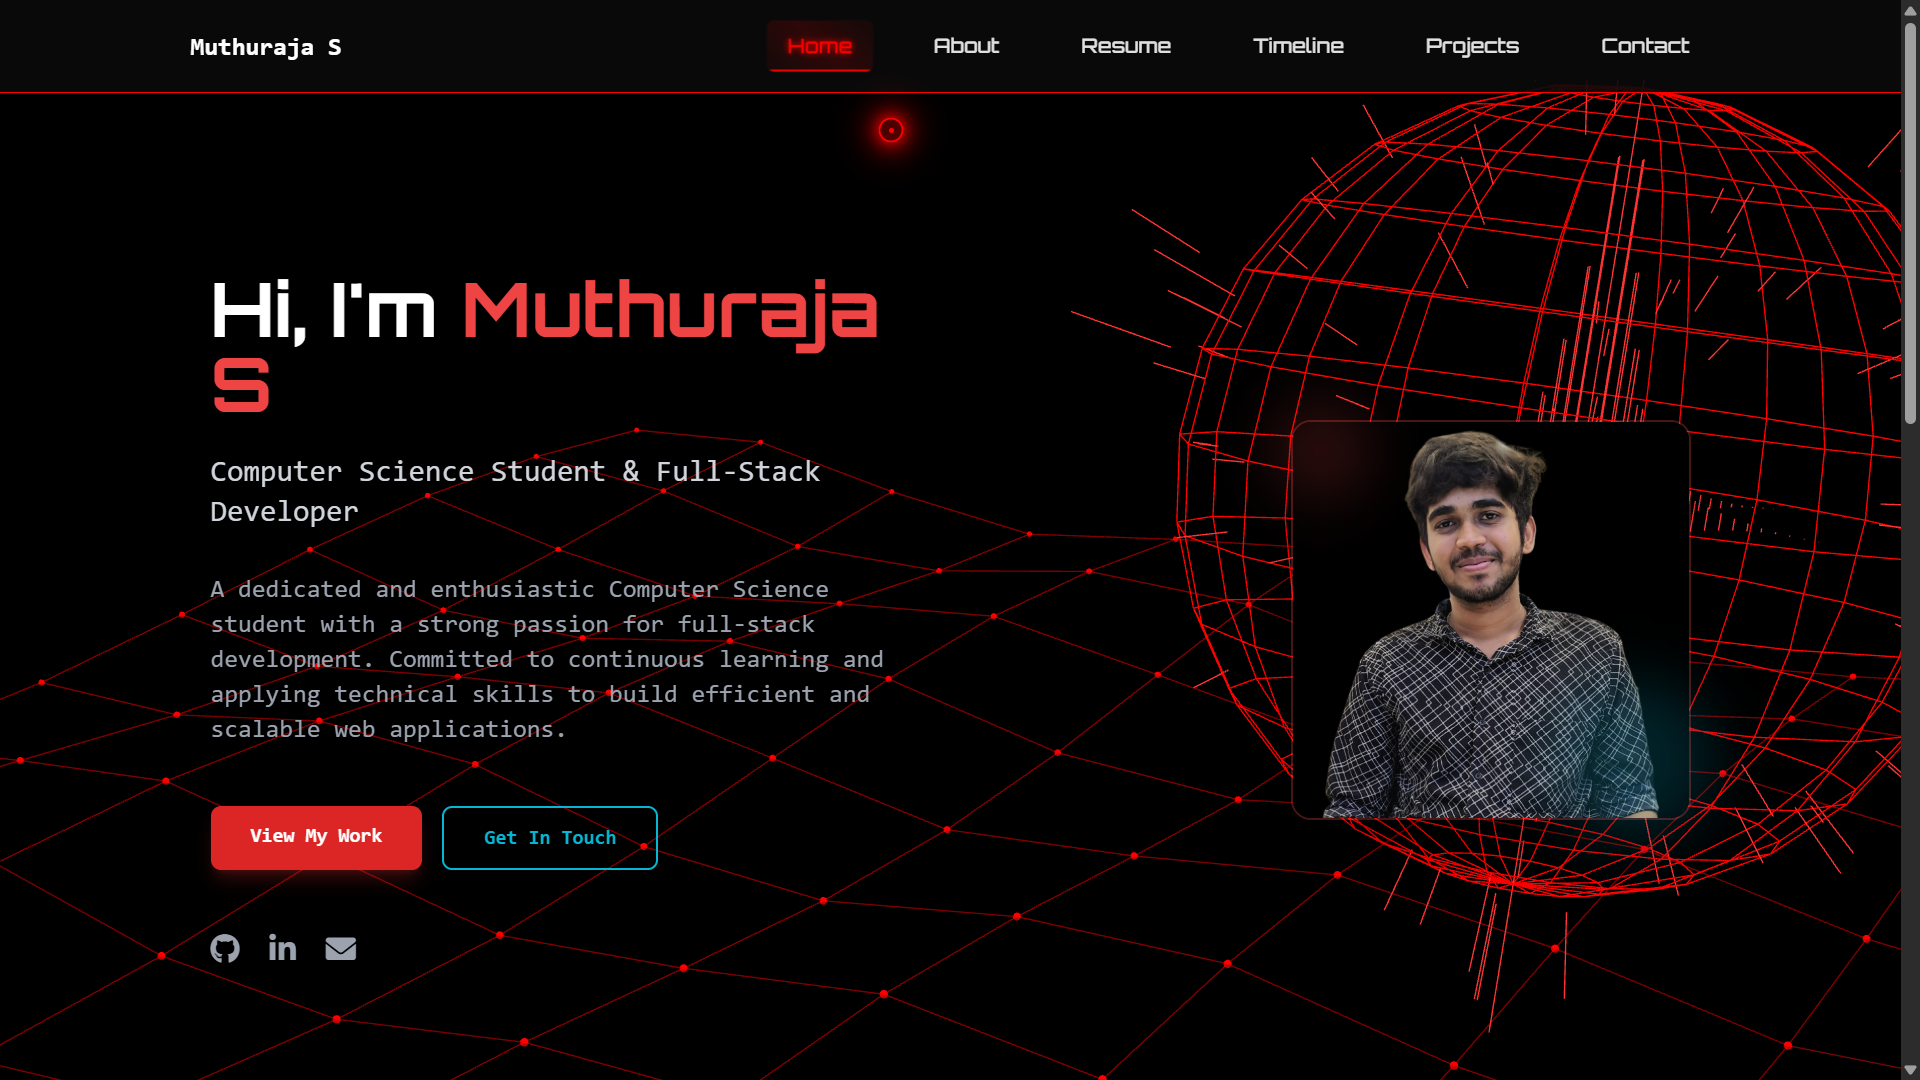 Muthuraja S
Home
About
Resume
Timeline
Projects
Contact
Hi, I'm Muthuraja
S
Computer Science Student & Full-Stack
Developer
A dedicated and enthusiastic Computer Science
student with a strong passion for full-stack
development. Committed to continuous learning and
applying technical skills to build efficient and
scalable web applications.
View My Work
Get In Touch